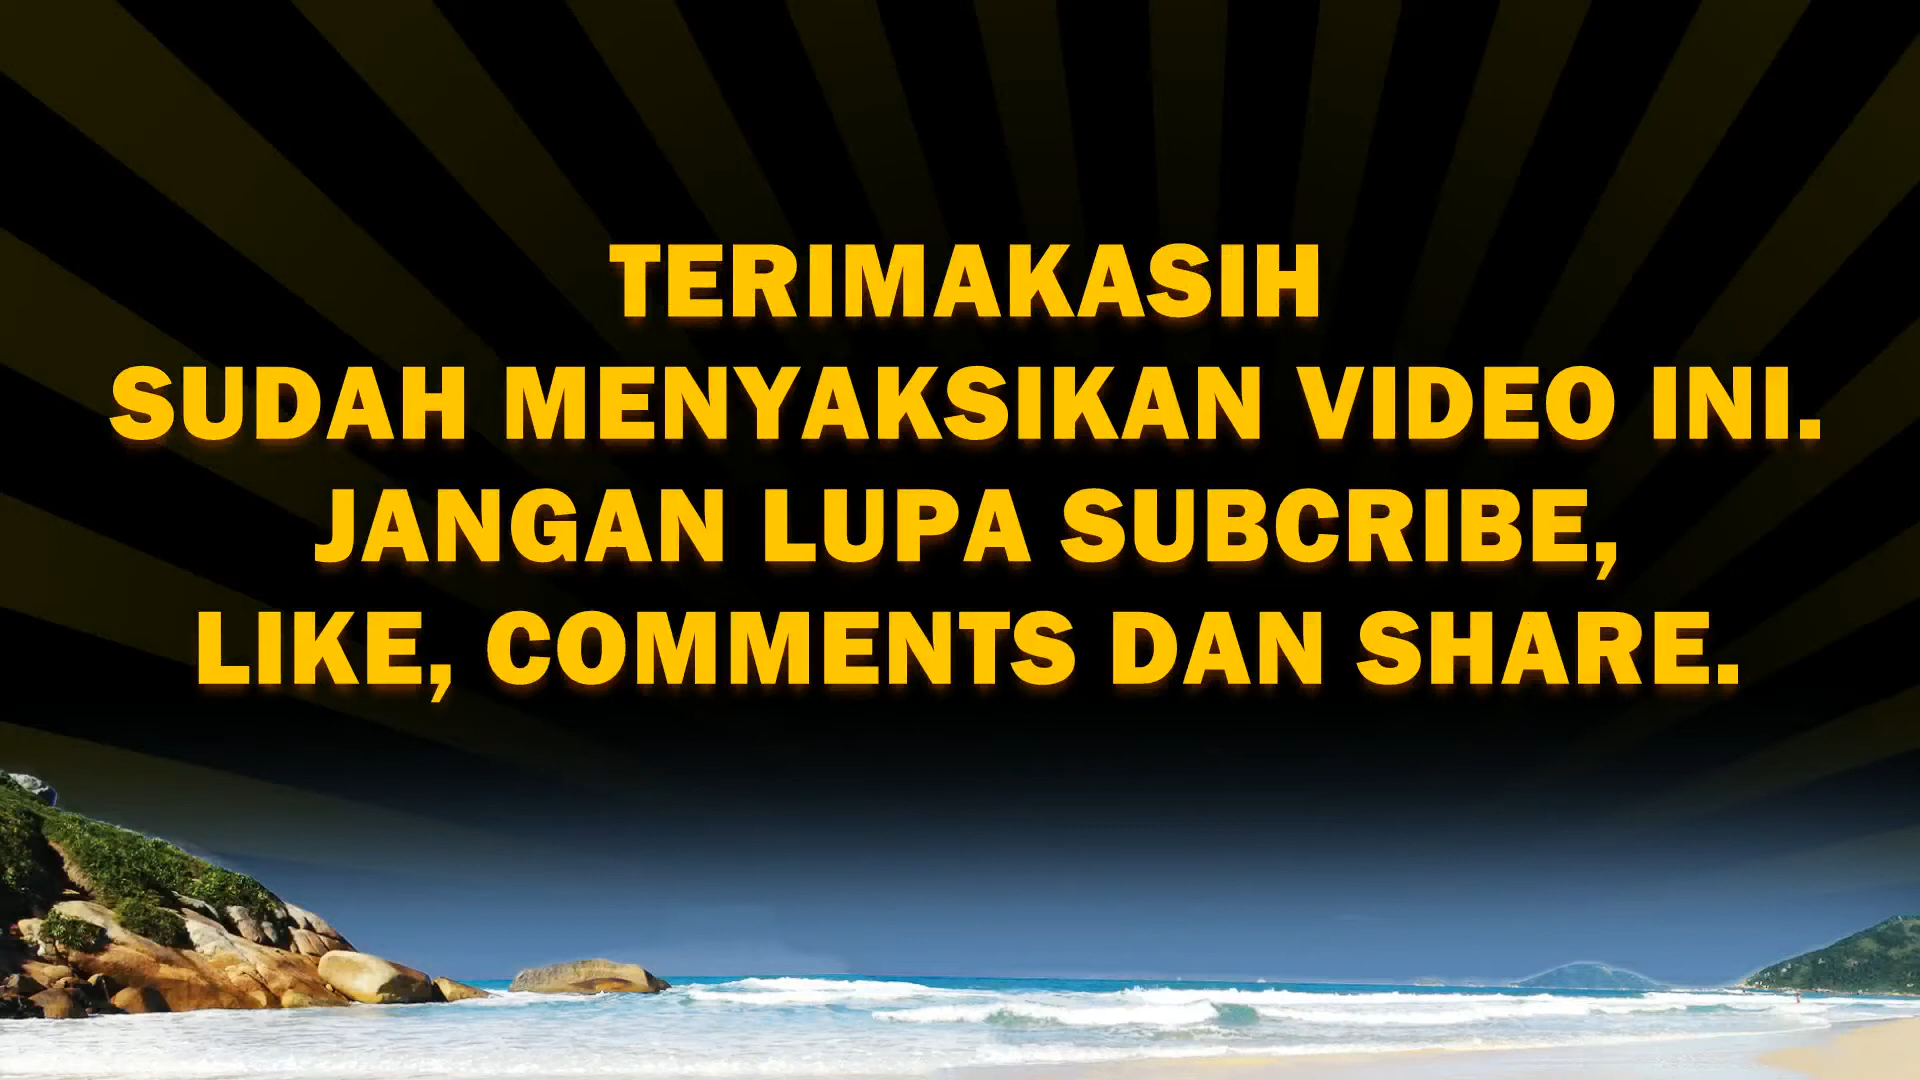 TERIMAKASIH
SUDAH MENYAKSIKAN VIDEO INI.
JANGAN LUPA SUBCRIBE,
LIKE, COMMENTS DAN SHARE.